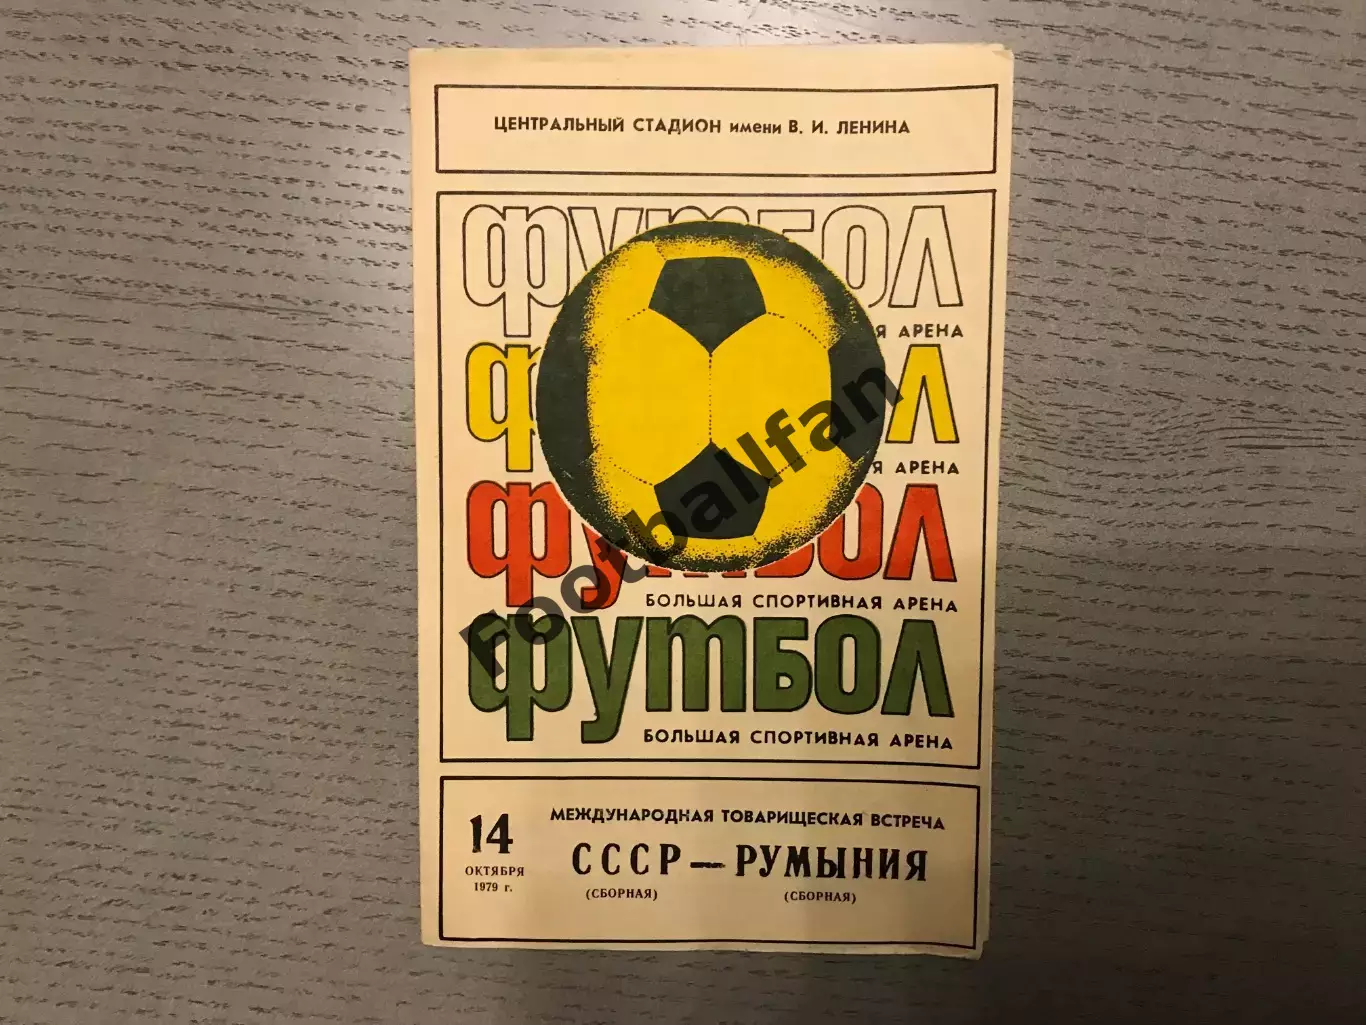 ЦЕНТРАЛЬНЫЙ СТАДИОН имени В. И. ЛЕНИНА
ФУТБОЛ
Я АРЕНА
Ф Л
Я АРЕНА
ФУТБОЛ
БОЛЬШАЯ СПОРТИВНАЯ АРЕНА
ФУТБОЛ
БОЛЬШАЯ СПОРТИВНАЯ АРЕНА
Footballfan
14
ОКТЯБРЯ
1979 г.
МЕЖДУНАРОДНАЯ ТОВАРИЩЕСКАЯ ВСТРЕЧА
СССР—РУМЫНИЯ
(СБОРНАЯ) (СБОРНАЯ)